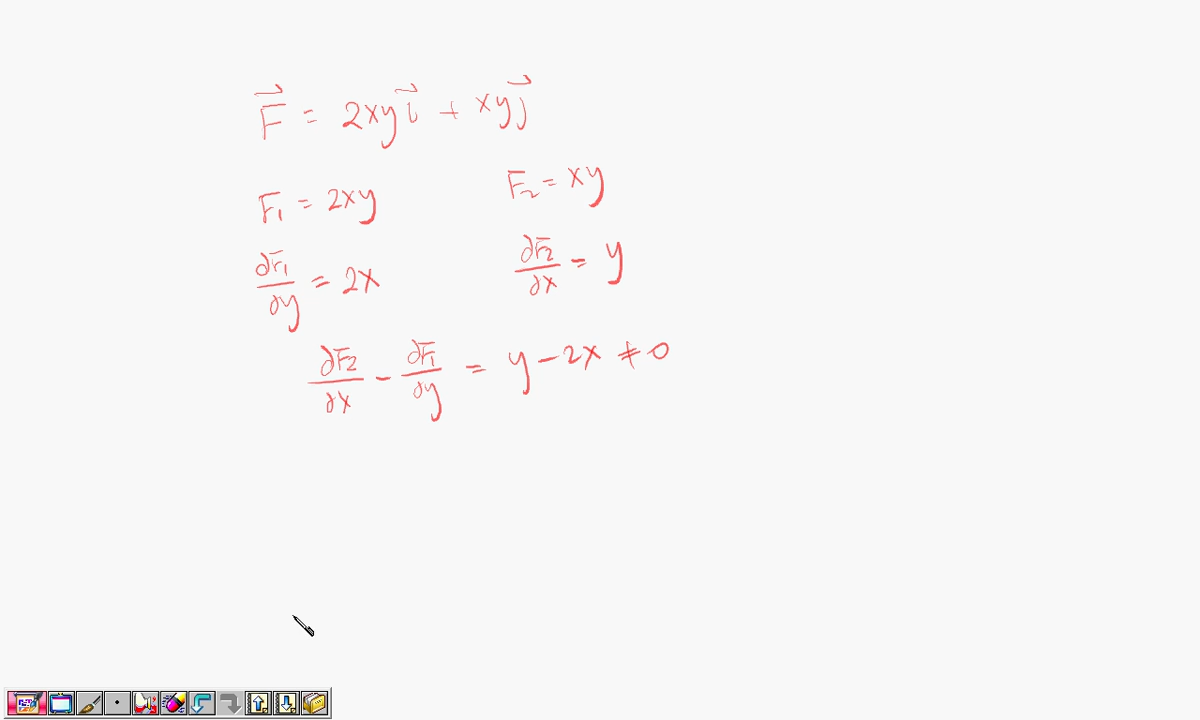 F⃗ = 2xy i⃗ + xy j⃗
F₁ = 2xy F₂ = xy
∂F₁/∂y = 2x ∂F₂/∂x = y
∂F₂/∂x − ∂F₁/∂y = y − 2x ≠ 0